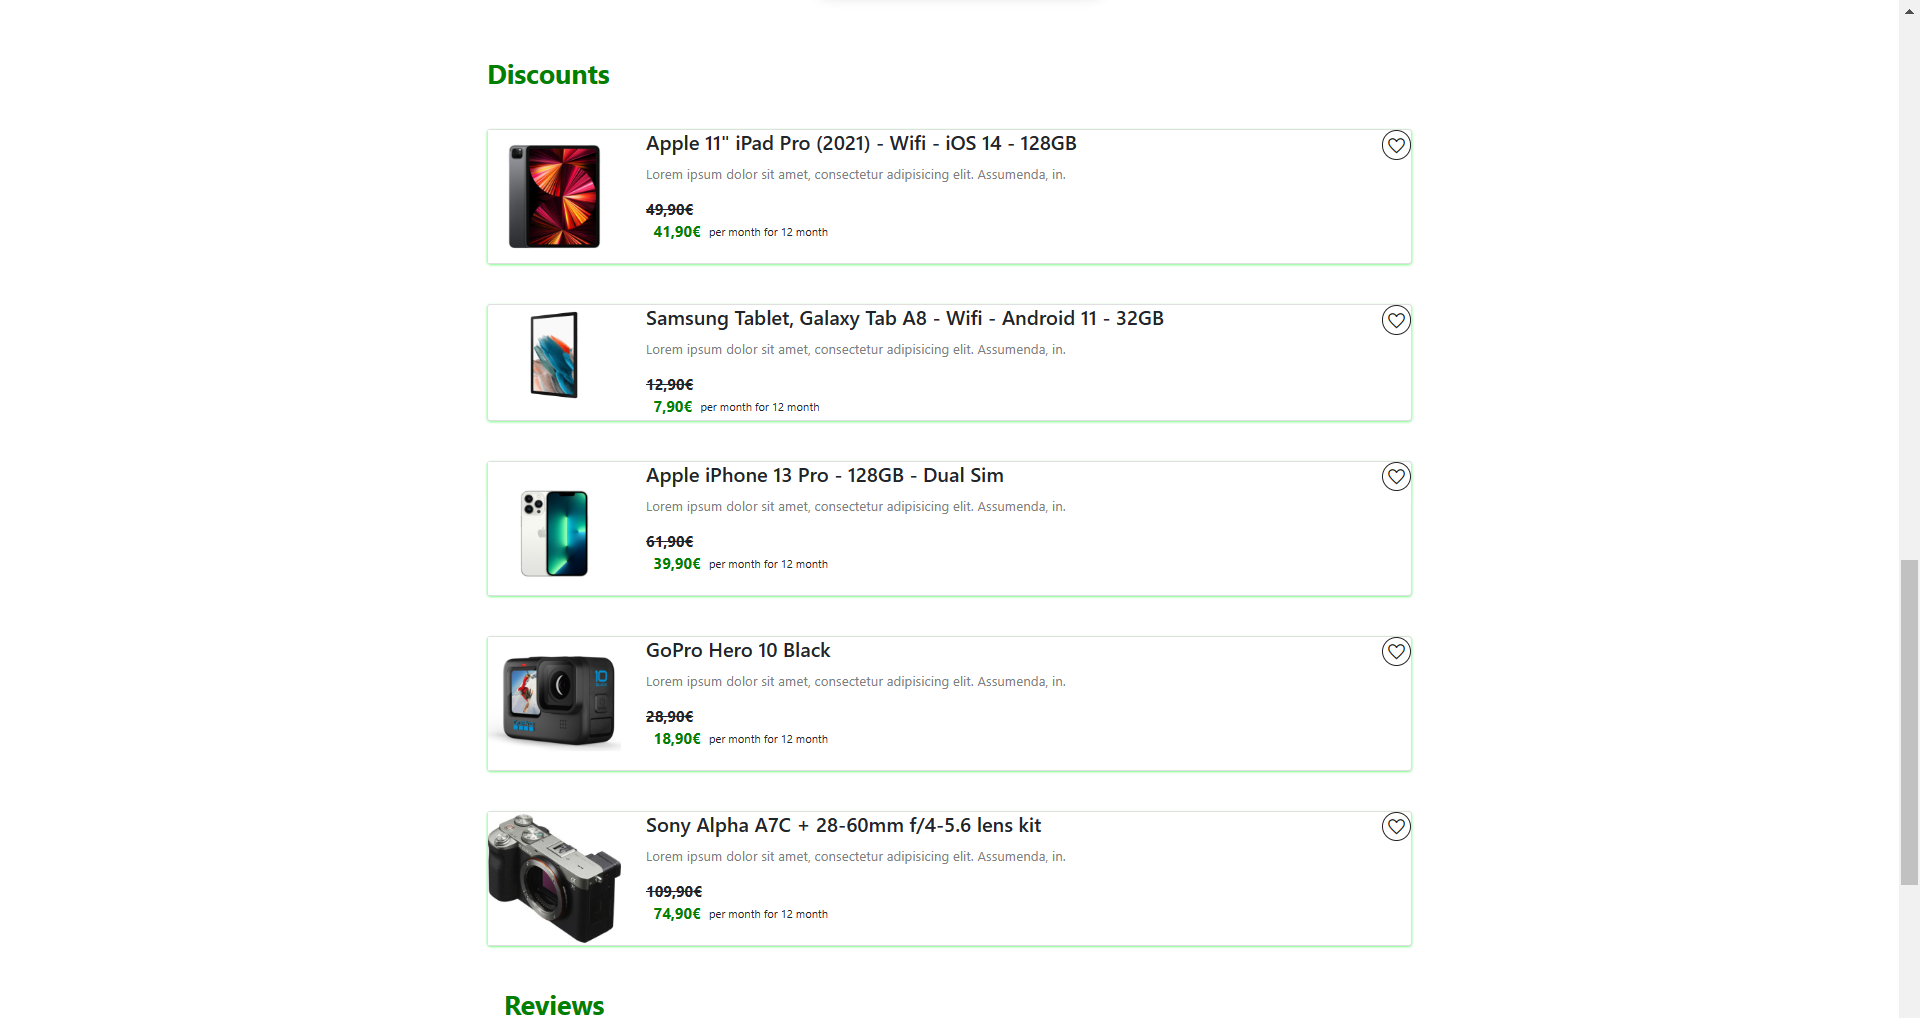 Discounts
Apple 11" iPad Pro (2021) - Wifi - iOS 14 - 128GB
Lorem ipsum dolor sit amet, consectetur adipisicing elit. Assumenda, in.
49,90€
41,90€ per month for 12 month
Samsung Tablet, Galaxy Tab A8 - Wifi - Android 11 - 32GB
Lorem ipsum dolor sit amet, consectetur adipisicing elit. Assumenda, in.
12,90€
7,90€ per month for 12 month
Apple iPhone 13 Pro - 128GB - Dual Sim
Lorem ipsum dolor sit amet, consectetur adipisicing elit. Assumenda, in.
61,90€
39,90€ per month for 12 month
GoPro Hero 10 Black
Lorem ipsum dolor sit amet, consectetur adipisicing elit. Assumenda, in.
10
28,90€
18,90€ per month for 12 month
Sony Alpha A7C + 28-60mm f/4-5.6 lens kit
Lorem ipsum dolor sit amet, consectetur adipisicing elit. Assumenda, in.
109,90€
74,90€ per month for 12 month
Reviews